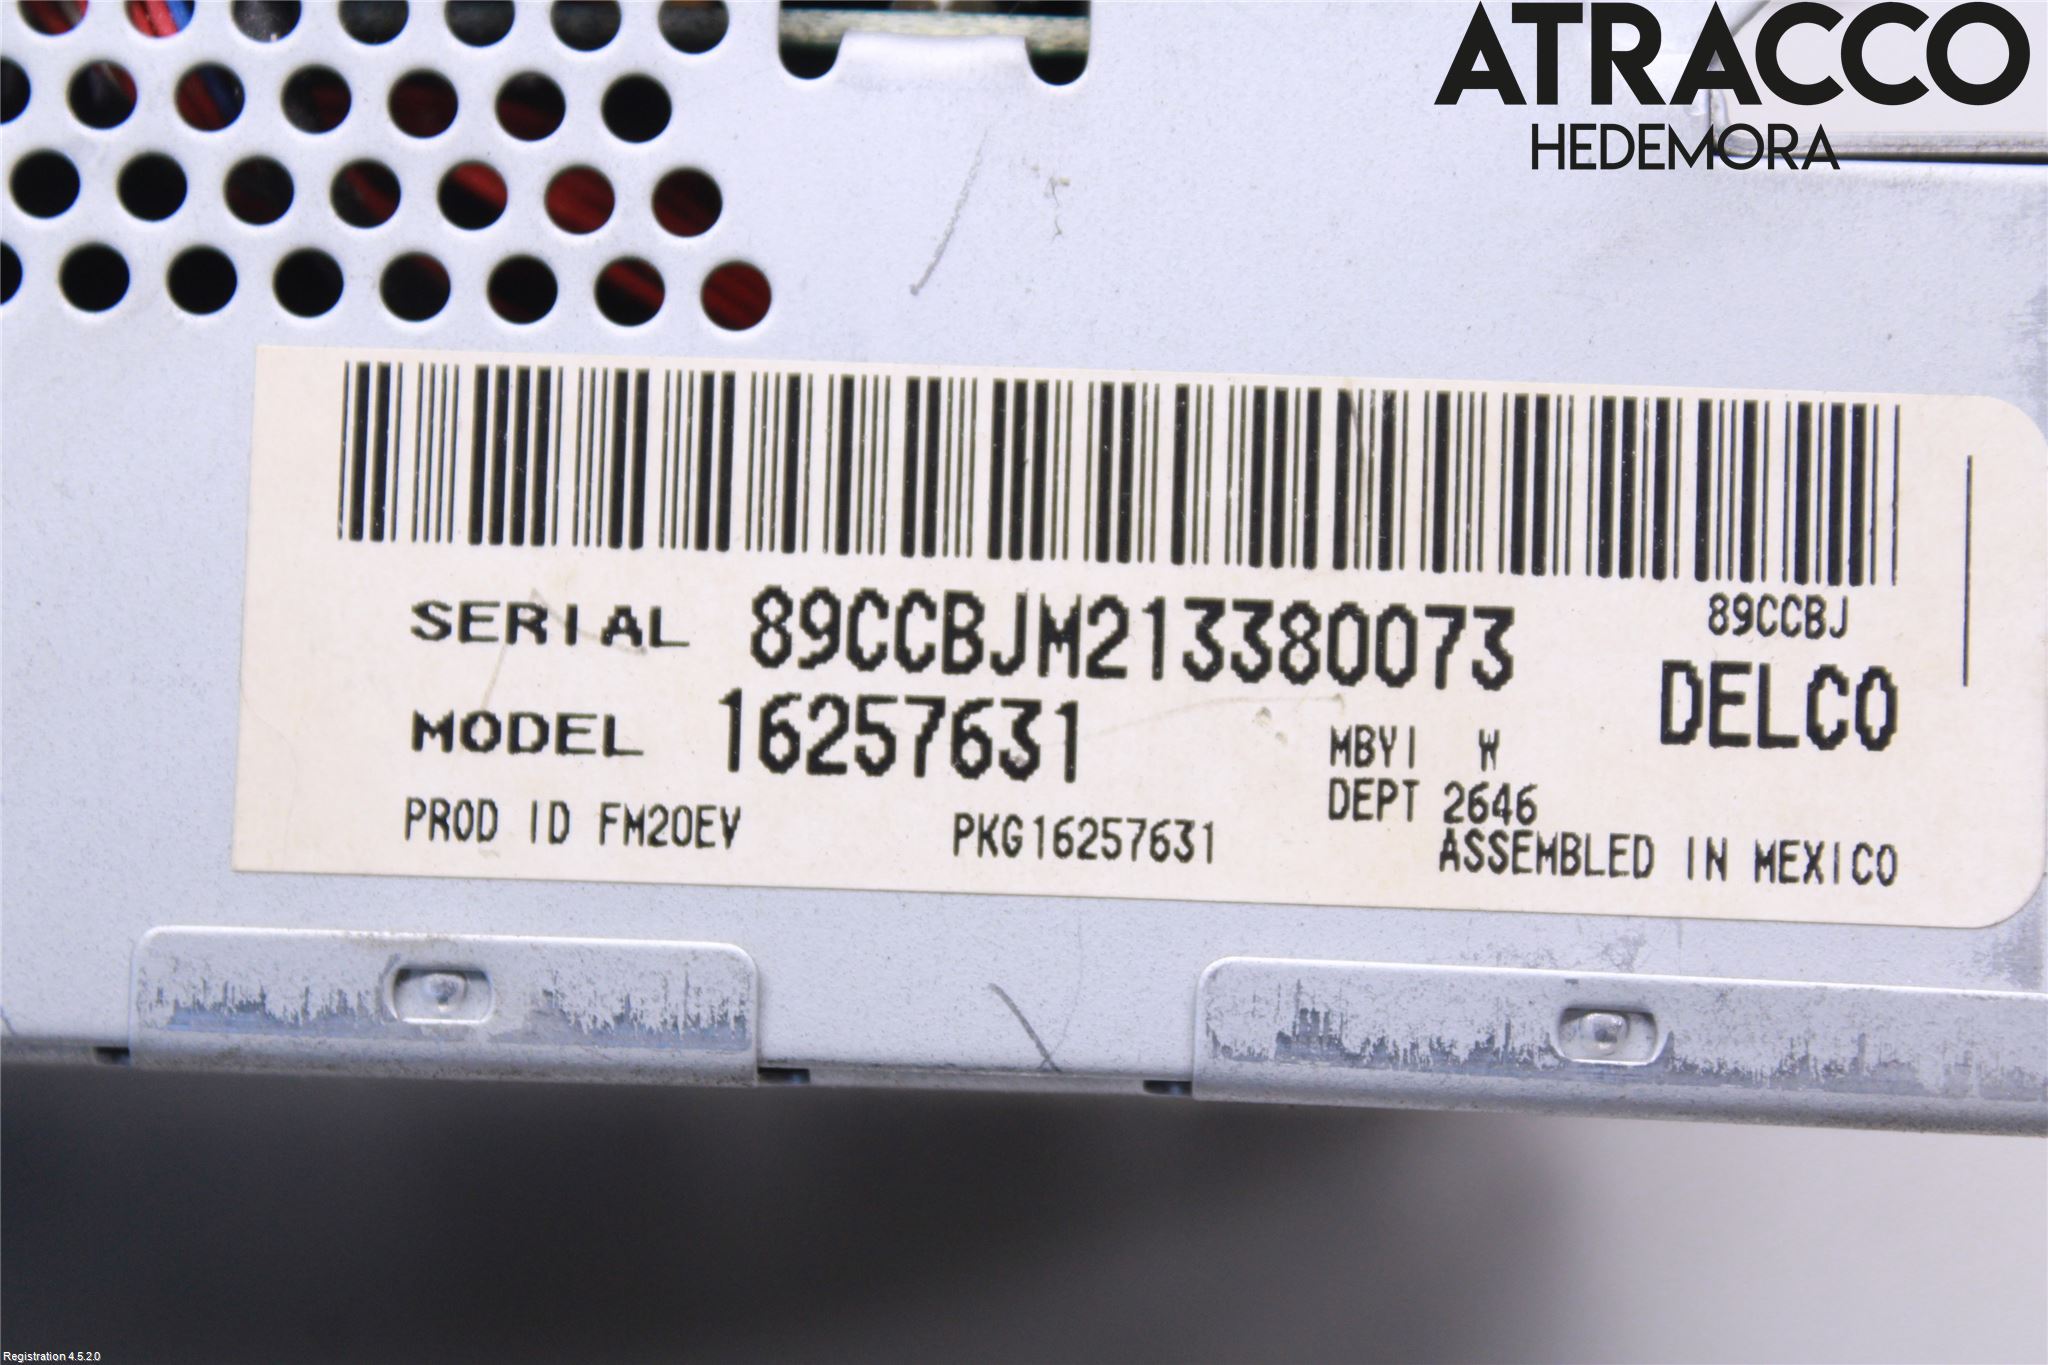 ATRACCO
HEDEMORA
SERIAL 89CCBJM213380073
89CCBJ
DELCO
MODEL 16257631
MBYI W
DEPT 2646
PROD ID FM20EV PKG16257631
ASSEMBLED IN MEXICO
Registration 4.5.2.0